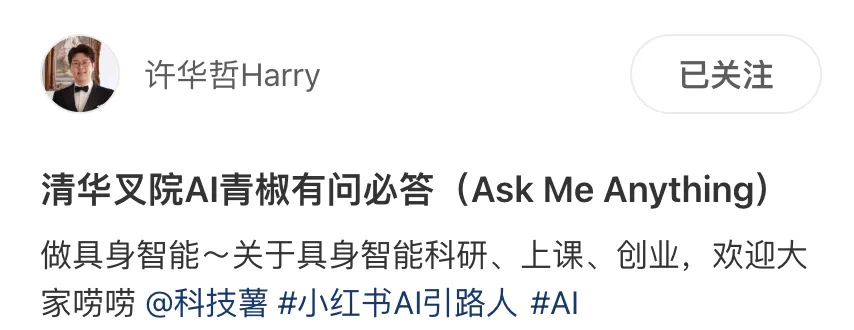 许华哲Harry
已关注
清华叉院AI青椒有问必答（Ask Me Anything）
做具身智能～关于具身智能科研、上课、创业，欢迎大
家唠唠 @科技薯 #小红书AI引路人 #AI